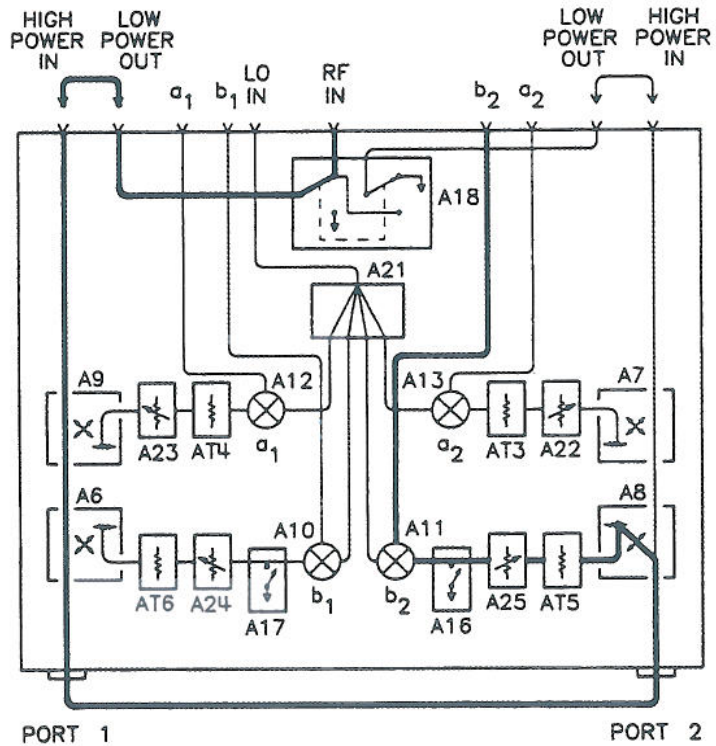 HIGH POWER IN
LOW POWER OUT
a1
b1
LO IN
RF IN
b2
a2
LOW POWER OUT
HIGH POWER IN
A18
A21
A9
A12
A13
A7
A23
AT4
a1
a2
AT3
A22
A6
A10
A11
A8
AT6
A24
A17
b1
b2
A16
A25
AT5
PORT 1
PORT 2